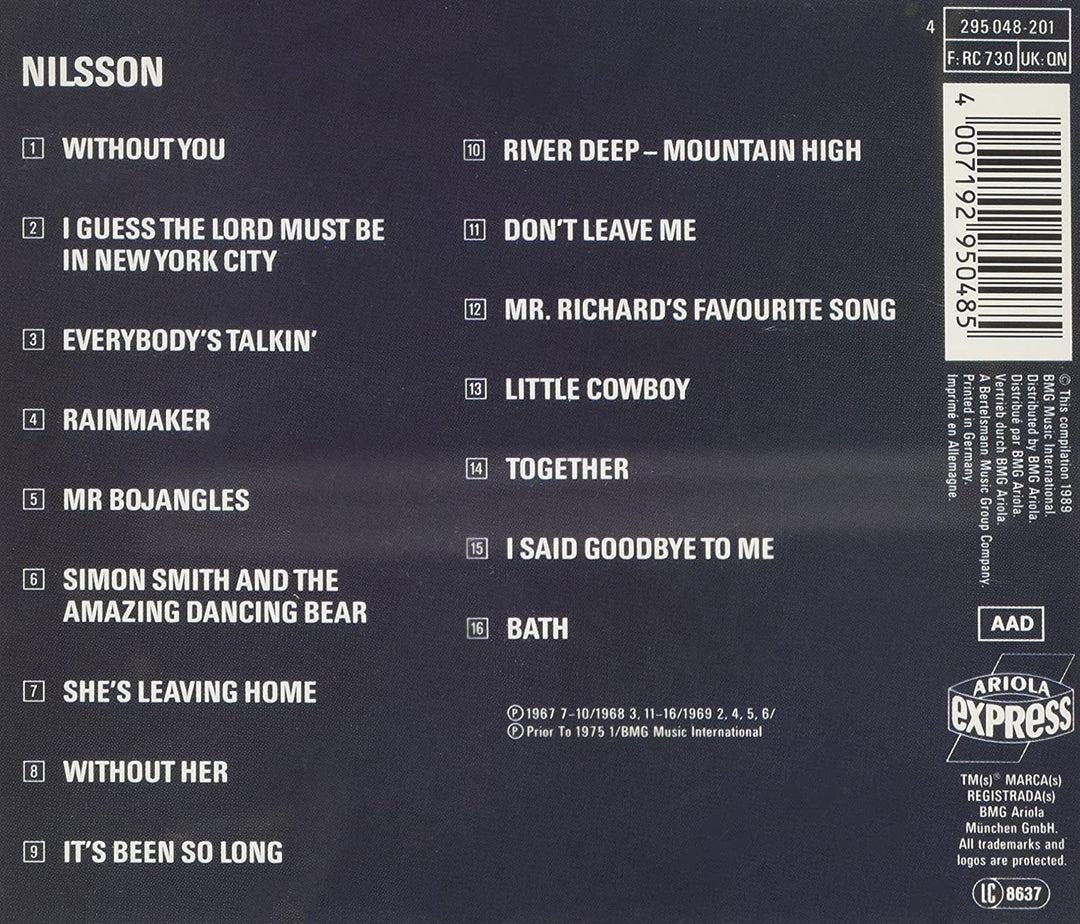 NILSSON
1 WITHOUT YOU
2 I GUESS THE LORD MUST BE
IN NEW YORK CITY
3 EVERYBODY'S TALKIN'
4 RAINMAKER
5 MR BOJANGLES
6 SIMON SMITH AND THE
AMAZING DANCING BEAR
7 SHE'S LEAVING HOME
8 WITHOUT HER
9 IT'S BEEN SO LONG
10 RIVER DEEP – MOUNTAIN HIGH
11 DON'T LEAVE ME
12 MR. RICHARD'S FAVOURITE SONG
13 LITTLE COWBOY
14 TOGETHER
15 I SAID GOODBYE TO ME
16 BATH
Ⓟ 1967 7–10/1968 3, 11–16/1969 2, 4, 5, 6/
Ⓟ Prior To 1975 1/BMG Music International
4 295 048-201
F: RC 730 UK: QN
4 007192 950485
© This compilation 1989
BMG Music International.
Distributed by BMG Ariola.
Distribué par BMG Ariola.
Vertrieb durch BMG Ariola.
A Bertelsmann Music Group Company.
Printed in Germany.
Imprimé en Allemagne.
AAD
ARIOLA
express
TM(s)® MARCA(s)
REGISTRADA(s)
BMG Ariola
München GmbH.
All trademarks and
logos are protected.
LC 8637